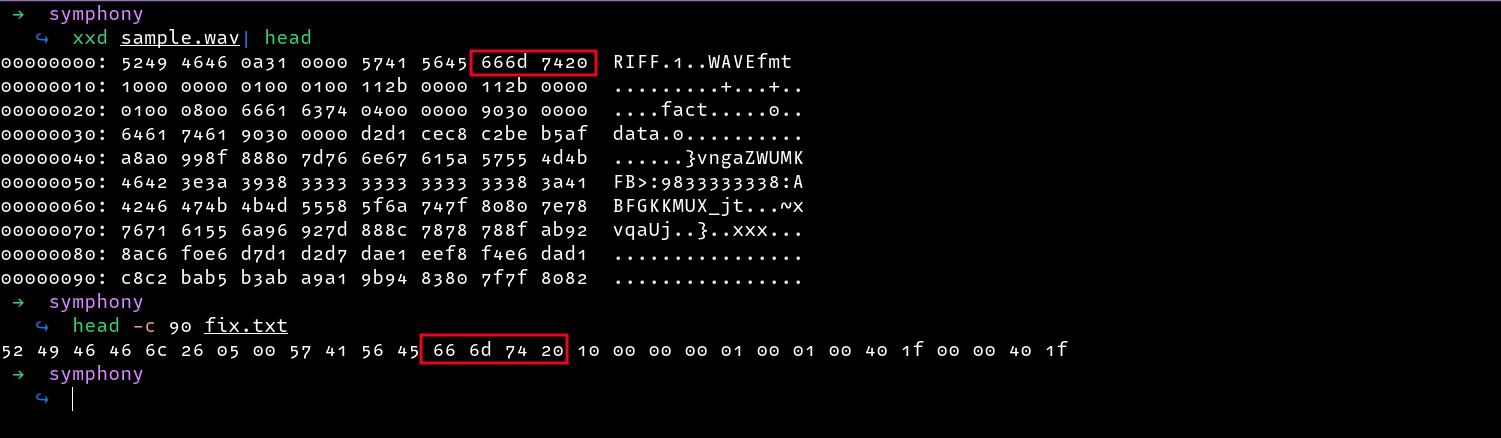 → symphony
↪ xxd sample.wav| head
00000000: 5249 4646 0a31 0000 5741 5645 666d 7420 RIFF.1..WAVEfmt
00000010: 1000 0000 0100 0100 112b 0000 112b 0000 .........+...+..
00000020: 0100 0800 6661 6374 0400 0000 9030 0000 ....fact.....0..
00000030: 6461 7461 9030 0000 d2d1 cec8 c2be b5af data.0..........
00000040: a8a0 998f 8880 7d76 6e67 615a 5755 4d4b ......}vngaZWUMK
00000050: 4642 3e3a 3938 3333 3333 3333 3338 3a41 FB>:9833333338:A
00000060: 4246 474b 4b4d 5558 5f6a 747f 8080 7e78 BFGKKMUX_jt...~x
00000070: 7671 6155 6a96 927d 888c 7878 788f ab92 vqaUj..}..xxx...
00000080: 8ac6 f0e6 d7d1 d2d7 dae1 eef8 f4e6 dad1 ................
00000090: c8c2 bab5 b3ab a9a1 9b94 8380 7f7f 8082 ................
→ symphony
↪ head -c 90 fix.txt
52 49 46 46 6c 26 05 00 57 41 56 45 66 6d 74 20 10 00 00 00 01 00 01 00 40 1f 00 00 40 1f
→ symphony
↪